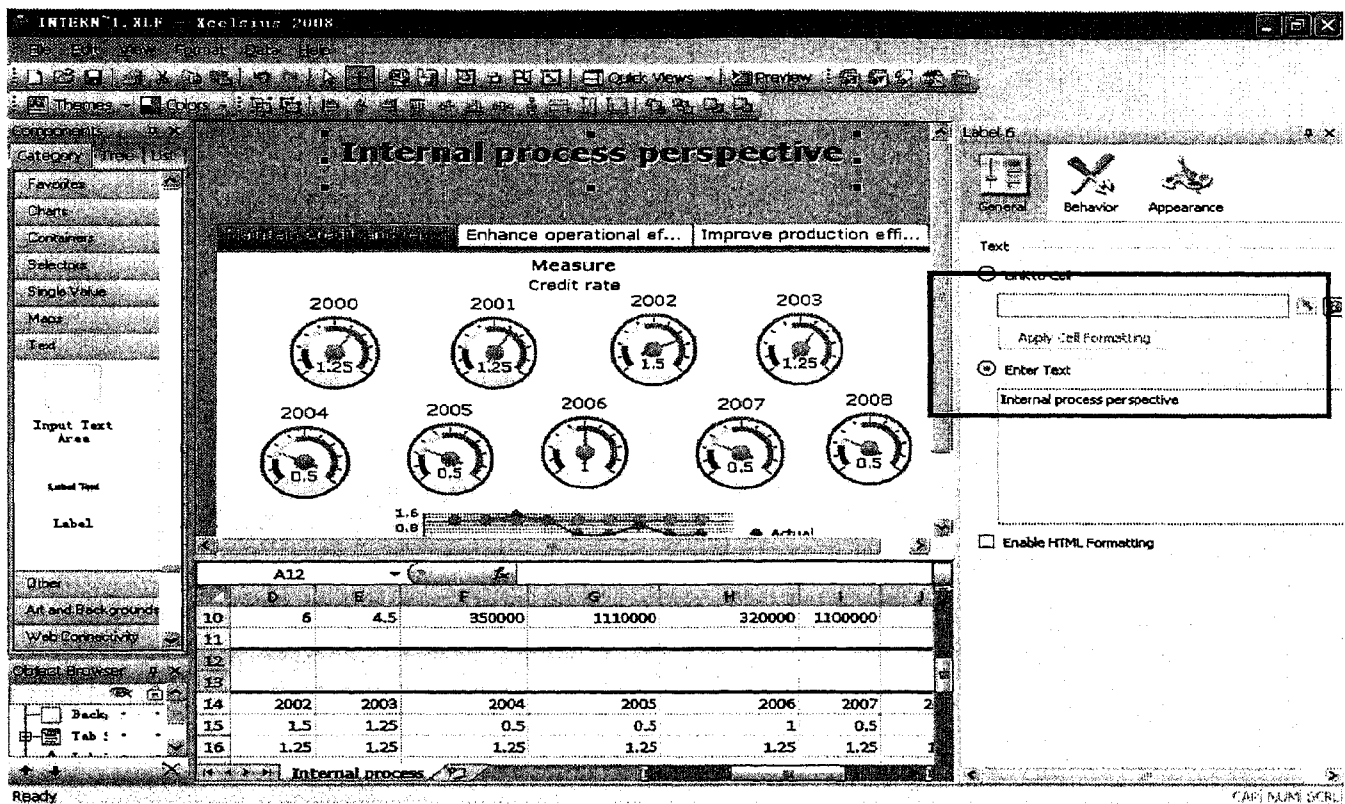 INTERN~1.XLF - Xcelsius 2008
File Edit View Format Data Help
Quick Views Preview
Themes Colors
Components
Category Tree List
Favorites
Charts
Containers
Selectors
Single Value
Maps
Text
Input Text Area
Label Text
Label
Other
Art and Backgrounds
Web Connectivity
Object Browser
Tab
Internal process perspective
Enhance operational ef... Improve production effi...
Measure
Credit rate
2000 2001 2002 2003
1.25 1.25 1.5 1.25
2004 2005 2006 2007 2008
0.5 0.5 1 0.5 0.5
1.6
0.8
Actual
A12 fx
D E F G H I J
10 6 4.5 350000 1110000 320000 1100000
11
12
13
14 2002 2003 2004 2005 2006 2007 2
15 1.5 1.25 0.5 0.5 1 0.5
16 1.25 1.25 1.25 1.25 1.25 1.25 1
Internal process
Label 6
General Behavior Appearance
Text
Link to Cell
Apply Cell Formatting
Enter Text
Internal process perspective
Enable HTML Formatting
Ready
CAP NUM SCRL